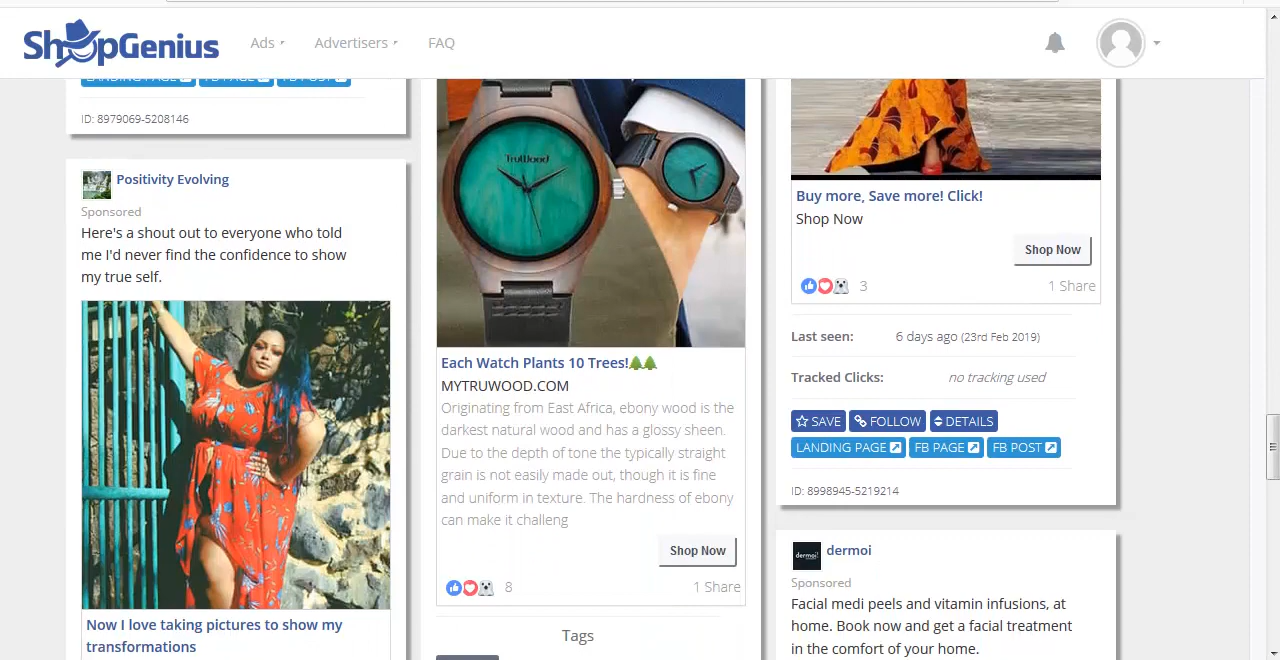 ShopGenius
Ads
Advertisers
FAQ
LANDING PAGE FB PAGE FB POST
ID: 8979069-5208146
Positivity Evolving
Sponsored
Here's a shout out to everyone who told
me I'd never find the confidence to show
my true self.
Now I love taking pictures to show my
transformations
TruWood
Each Watch Plants 10 Trees!🌲🌲
MYTRUWOOD.COM
Originating from East Africa, ebony wood is the
darkest natural wood and has a glossy sheen.
Due to the depth of tone the typically straight
grain is not easily made out, though it is fine
and uniform in texture. The hardness of ebony
can make it challeng
Shop Now
8 1 Share
Tags
Buy more, Save more! Click!
Shop Now
Shop Now
3 1 Share
Last seen: 6 days ago (23rd Feb 2019)
Tracked Clicks: no tracking used
SAVE FOLLOW DETAILS
LANDING PAGE FB PAGE FB POST
ID: 8998945-5219214
dermoi!
dermoi
Sponsored
Facial medi peels and vitamin infusions, at
home. Book now and get a facial treatment
in the comfort of your home.